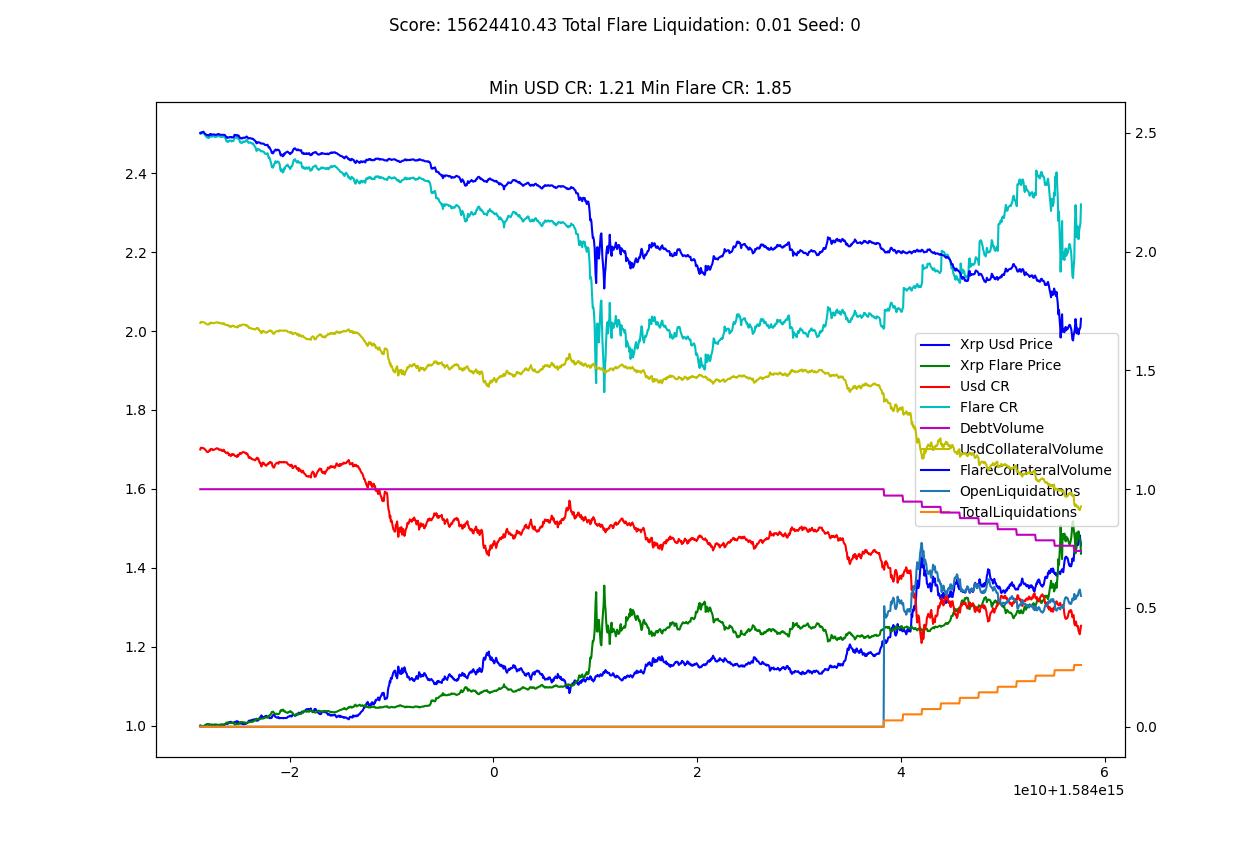 Score: 15624410.43 Total Flare Liquidation: 0.01 Seed: 0
Min USD CR: 1.21 Min Flare CR: 1.85
2.4
2.2
2.0
1.8
1.6
1.4
1.2
1.0
2.5
2.0
1.5
1.0
0.5
0.0
Xrp Usd Price
Xrp Flare Price
Usd CR
Flare CR
DebtVolume
UsdCollateralVolume
FlareCollateralVolume
OpenLiquidations
TotalLiquidations
−2 0 2 4 6
1e10+1.584e15